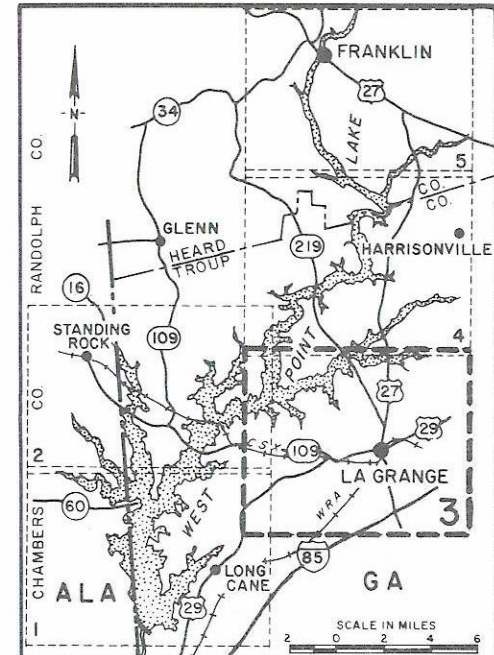 FRANKLIN
27
34
N
LAKE
5
CO.
CO.
CO.
RANDOLPH
GLENN
HEARD
TROUP
219
HARRISONVILLE
16
STANDING
ROCK
109
POINT
4
27
29
CO.
C S
109
LA GRANGE
2
60
WEST
WRA
3
85
CHAMBERS
ALA
29
LONG
CANE
GA
1
SCALE IN MILES
2 0 2 4 6